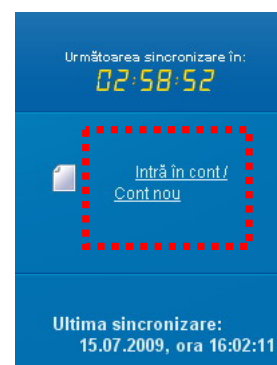 Următoarea sincronizare în:
02:58:52
Intră în cont /
Cont nou
Ultima sincronizare:
15.07.2009, ora 16:02:11